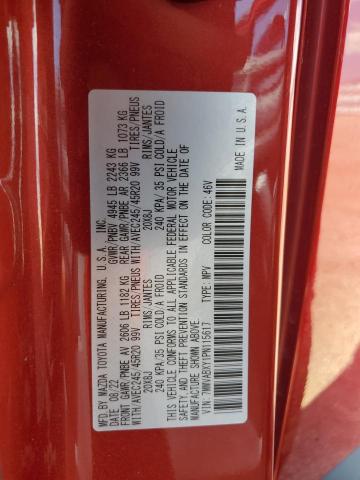 MFD. BY MAZDA TOYOTA MANUFACTURING, U.S.A., INC.
DATE: 08/22 GVWR/PNBV 4945 LB 2243 KG
FRONT GAWR/PNBE AV 2606 LB 1182 KG REAR GAWR/PNBE AR 2366 LB 1073 KG
WITH/AVEC245/45R20 99V TIRES/PNEUS WITH/AVEC245/45R20 99V TIRES/PNEUS
20X8J RIMS/JANTES 20X8J RIMS/JANTES
240 KPA/ 35 PSI COLD/A FROID 240 KPA/ 35 PSI COLD/A FROID
THIS VEHICLE CONFORMS TO ALL APPLICABLE FEDERAL MOTOR VEHICLE
SAFETY, BUMPER, AND THEFT PREVENTION STANDARDS IN EFFECT ON THE DATE OF
MANUFACTURE SHOWN ABOVE.
VIN: TYPE: MPV COLOR CODE:-46V
MADE IN U.S.A.